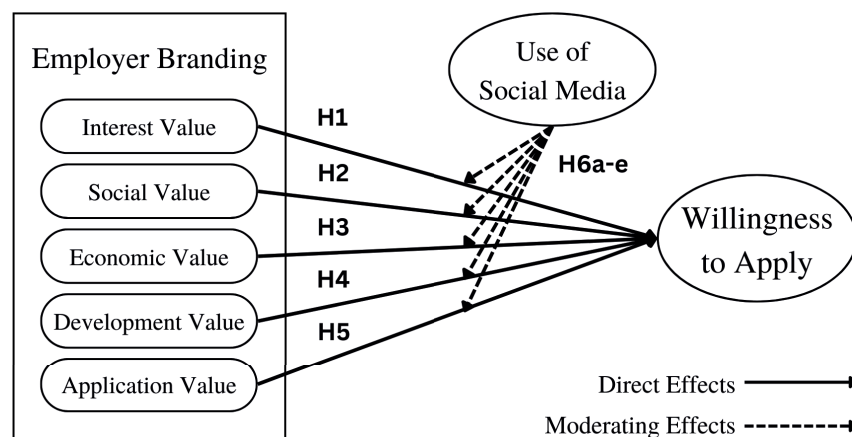 Employer Branding
Interest Value
Social Value
Economic Value
Development Value
Application Value
H1
H2
H3
H4
H5
Use of
Social Media
H6a-e
Willingness
to Apply
Direct Effects
Moderating Effects